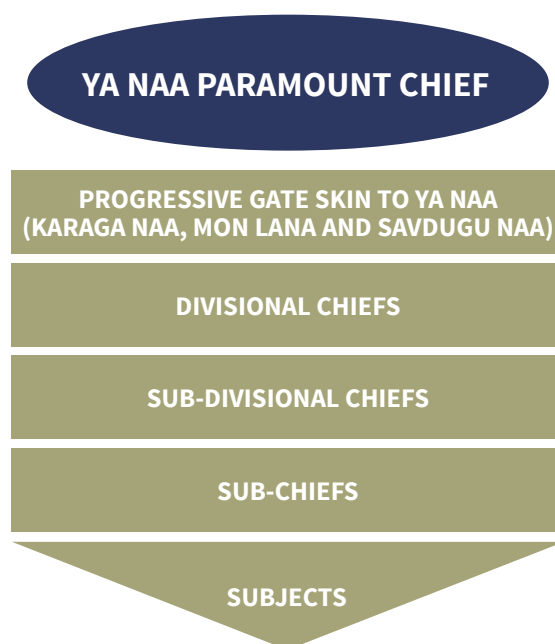 YA NAA PARAMOUNT CHIEF
PROGRESSIVE GATE SKIN TO YA NAA
(KARAGA NAA, MON LANA AND SAVDUGU NAA)
DIVISIONAL CHIEFS
SUB-DIVISIONAL CHIEFS
SUB-CHIEFS
SUBJECTS